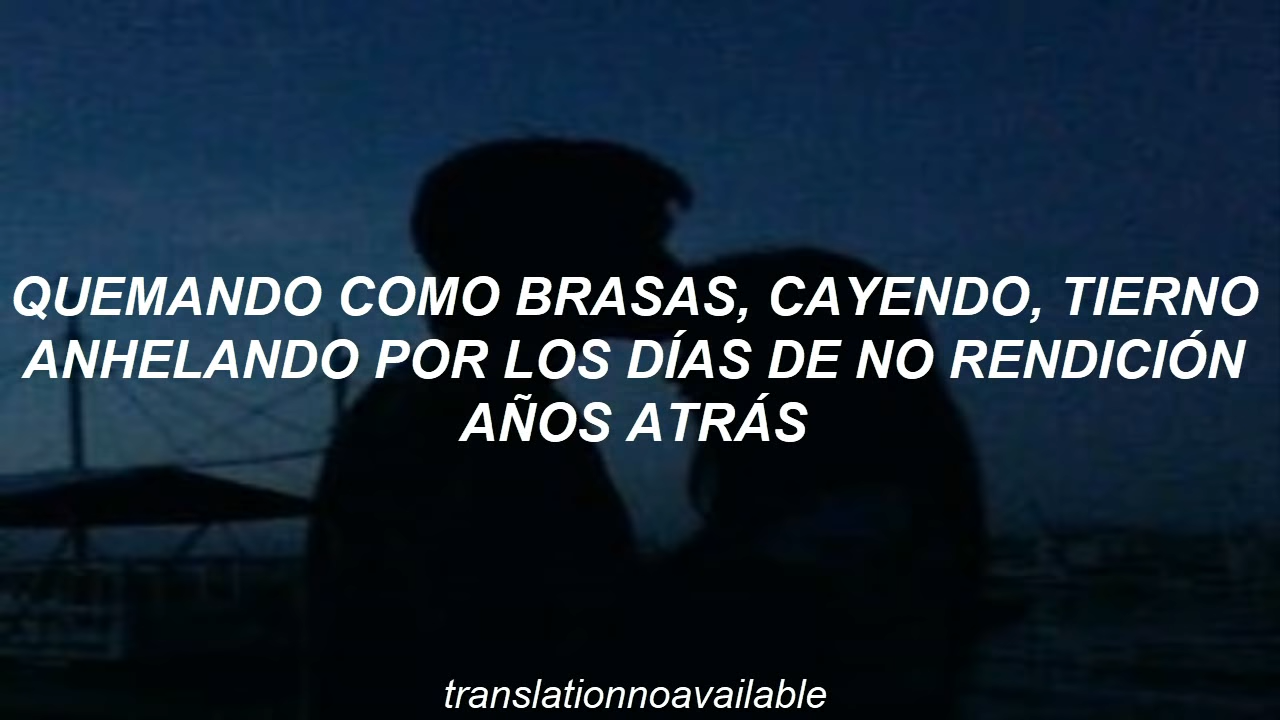 QUEMANDO COMO BRASAS, CAYENDO, TIERNO
ANHELANDO POR LOS DÍAS DE NO RENDICIÓN
AÑOS ATRÁS
translationnoavailable